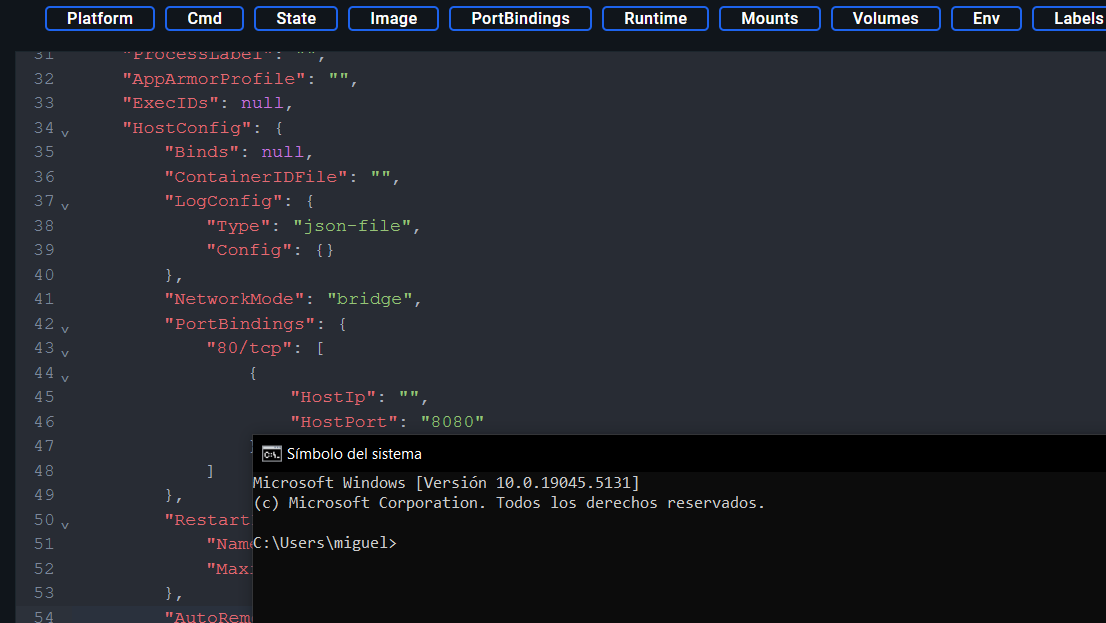 Platform Cmd State Image PortBindings Runtime Mounts Volumes Env Labels
31 "ProcessLabel": "",
32 "AppArmorProfile": "",
33 "ExecIDs": null,
34 "HostConfig": {
35 "Binds": null,
36 "ContainerIDFile": "",
37 "LogConfig": {
38 "Type": "json-file",
39 "Config": {}
40 },
41 "NetworkMode": "bridge",
42 "PortBindings": {
43 "80/tcp": [
44 {
45 "HostIp": "",
46 "HostPort": "8080"
47 }
48 ]
49 },
50 "Restart
51 "Name
52 "Maxi
53 },
54 "AutoRem
Símbolo del sistema
Microsoft Windows [Versión 10.0.19045.5131]
(c) Microsoft Corporation. Todos los derechos reservados.
C:\Users\miguel>